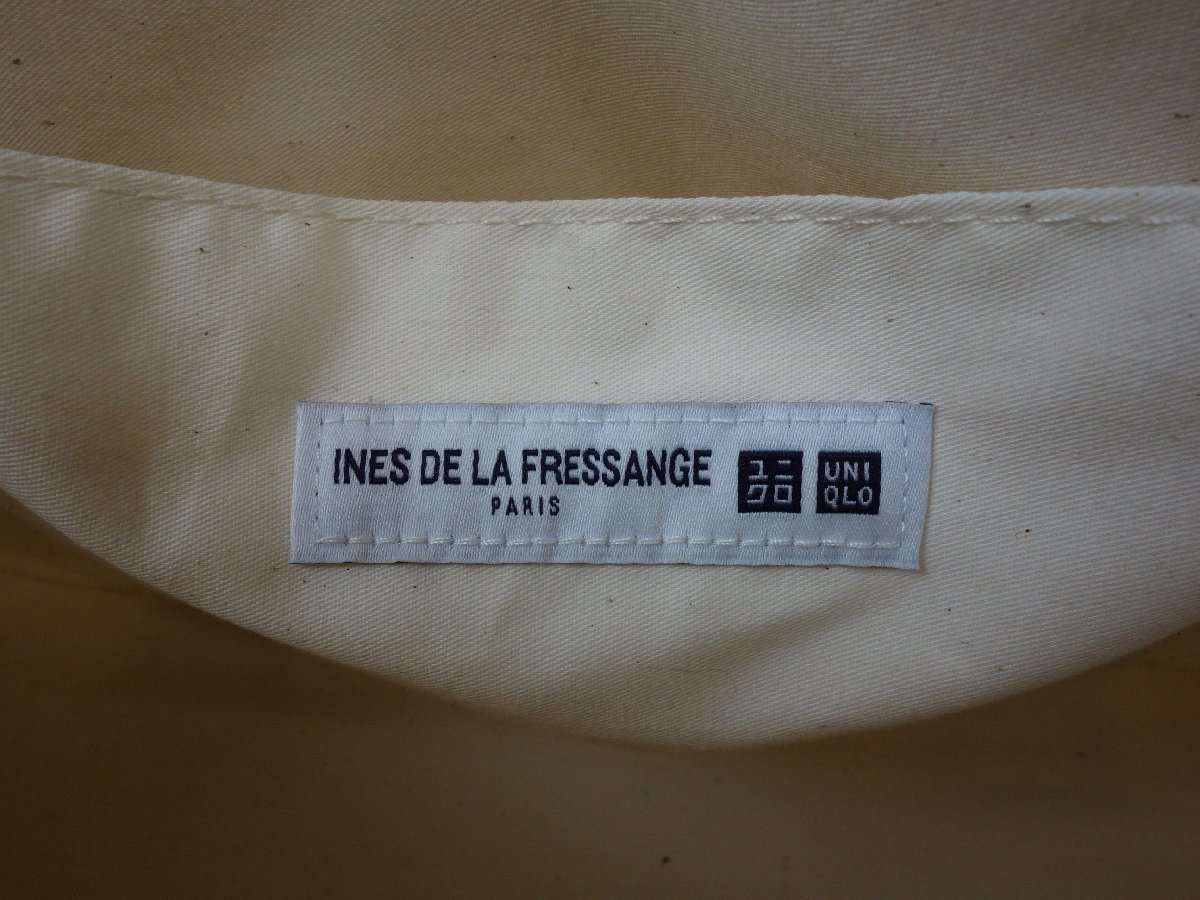 INES DE LA FRESSANGE
PARIS
ユニ
クロ
UNI
QLO